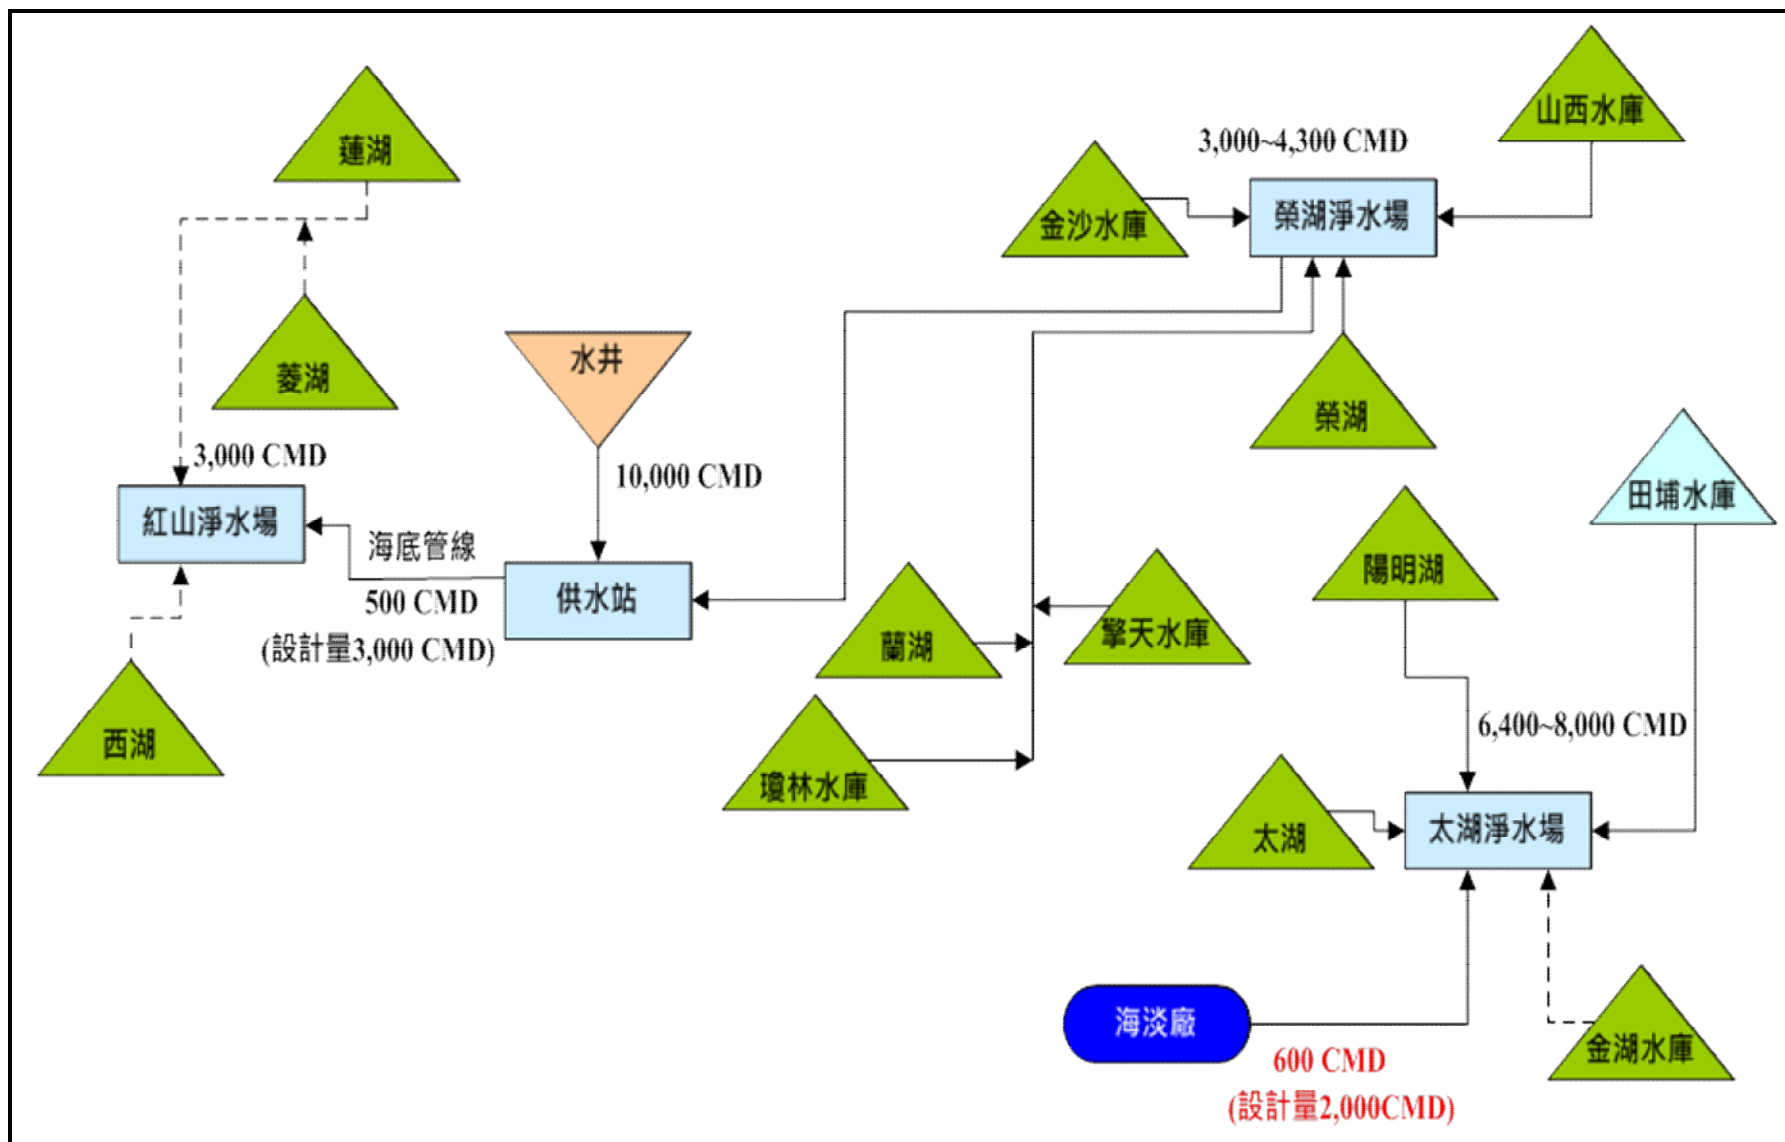 山西水庫
3,000~4,300 CMD
蓮湖
金沙水庫
榮湖淨水場
菱湖
水井
榮湖
3,000 CMD
10,000 CMD
田埔水庫
紅山淨水場
海底管線
500 CMD
(設計量3,000 CMD)
供水站
陽明湖
蘭湖
擎天水庫
西湖
瓊林水庫
6,400~8,000 CMD
太湖
太湖淨水場
海淡廠
600 CMD
(設計量2,000CMD)
金湖水庫